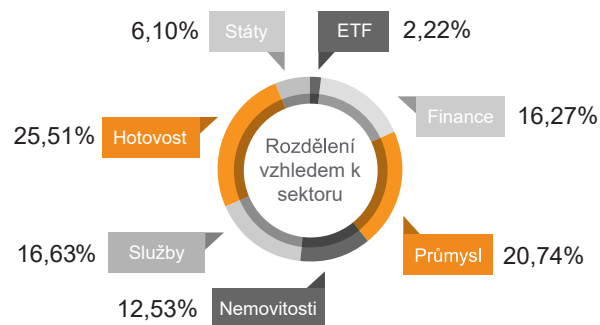 6,10% Státy
ETF 2,22%
Finance 16,27%
25,51% Hotovost
Rozdělení
vzhledem k
sektoru
16,63% Služby
Průmysl 20,74%
12,53% Nemovitosti